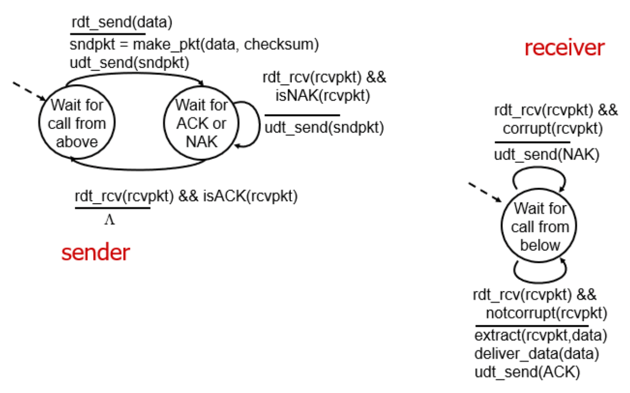 rdt_send(data)
sndpkt = make_pkt(data, checksum)
udt_send(sndpkt)
Wait for
call from
above
Wait for
ACK or
NAK
rdt_rcv(rcvpkt) &&
isNAK(rcvpkt)
udt_send(sndpkt)
rdt_rcv(rcvpkt) && isACK(rcvpkt)
Λ
sender
receiver
rdt_rcv(rcvpkt) &&
corrupt(rcvpkt)
udt_send(NAK)
Wait for
call from
below
rdt_rcv(rcvpkt) &&
notcorrupt(rcvpkt)
extract(rcvpkt,data)
deliver_data(data)
udt_send(ACK)